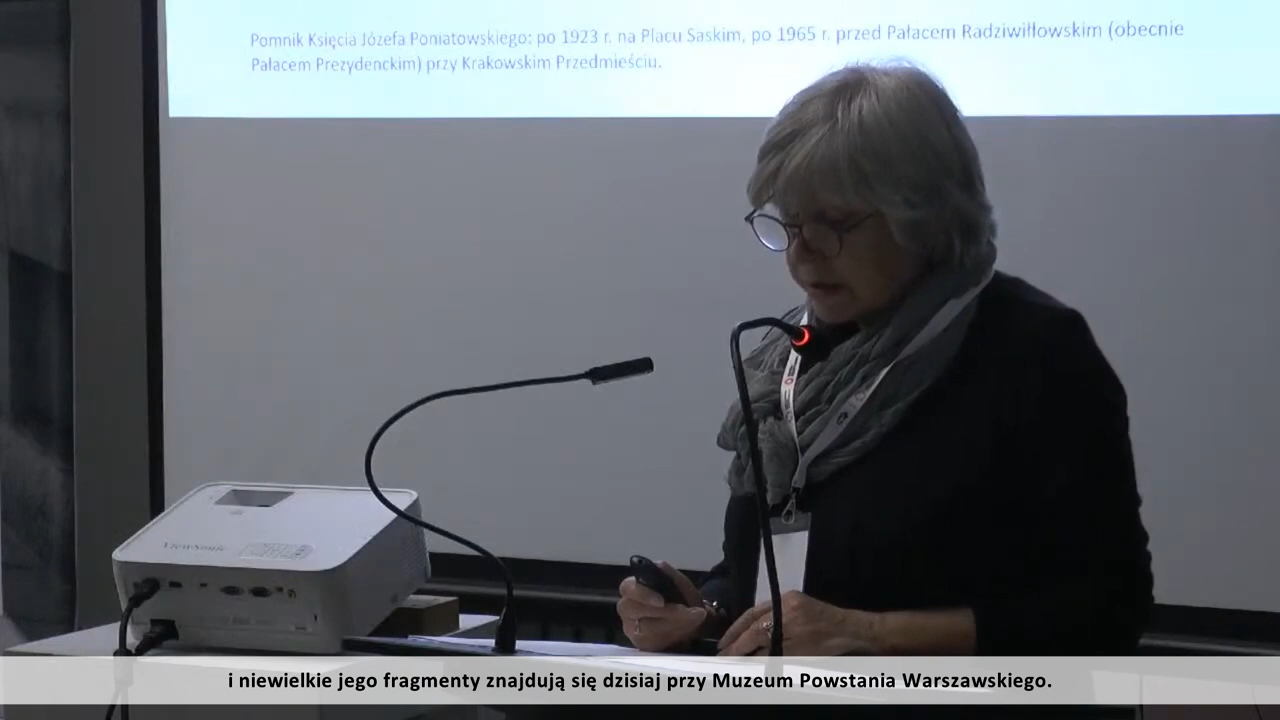 Pomnik Księcia Józefa Poniatowskiego: po 1923 r. na Placu Saskim, po 1965 r. przed Pałacem Radziwiłłowskim (obecnie
Pałacem Prezydenckim) przy Krakowskim Przedmieściu.
ViewSonic
i niewielkie jego fragmenty znajdują się dzisiaj przy Muzeum Powstania Warszawskiego.